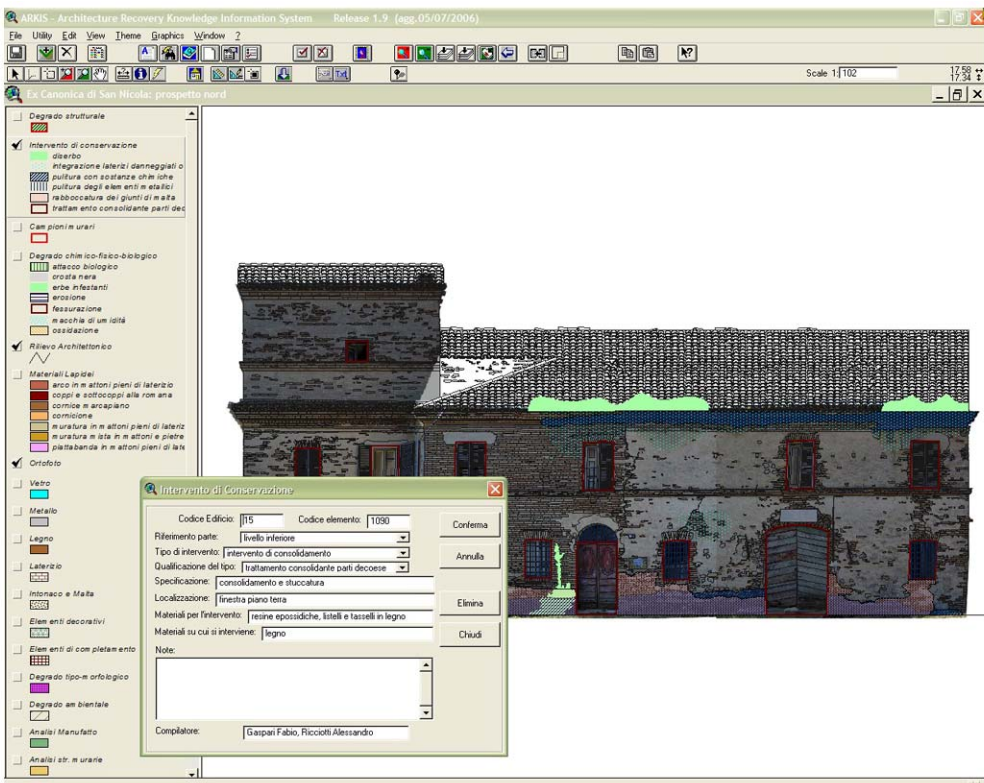 ARKIS - Architecture Recovery Knowledge Information System Release 1.9 (agg.05/07/2006)
File Utility Edit View Theme Graphics Window ?
Txt
Scale 1: 102
17.58
17.34
Ex Canonica di San Nicola: prospetto nord
Degrado strutturale
Intervento di conservazione
diserbo
integrazione laterizi danneggiati o
pulitura con sostanze chimiche
pulitura degli elementi metallici
rabboccatura dei giunti di malta
trattamento consolidante parti dec
Campioni murari
Degrado chimico-fisico-biologico
attacco biologico
crosta nera
erbe infestanti
erosione
fessurazione
macchia di umidità
ossidazione
Rilievo Architettonico
Materiali Lapidei
arco in mattoni pieni di laterizio
coppi e sottocoppi alla romana
cornice marcapiano
cornicione
muratura in mattoni pieni di lateriz
muratura mista in mattoni e pietre
piattabanda in mattoni pieni di late
Ortofoto
Vetro
Metallo
Legno
Laterizio
Intonaco e Malta
Elementi decorativi
Elementi di completamento
Degrado tipo-morfologico
Degrado ambientale
Analisi Manufatto
Analisi str. murarie
Intervento di Conservazione
Codice Edificio: 15 Codice elemento: 1090
Conferma
Riferimento parte: livello inferiore
Tipo di intervento: intervento di consolidamento
Annulla
Qualificazione del tipo: trattamento consolidante parti decoese
Specificazione: consolidamento e stuccatura
Localizzazione: finestra piano terra
Elimina
Materiali per l'intervento: resine epossidiche, listelli e tasselli in legno
Materiali su cui si interviene: legno
Chiudi
Note:
Compilatore: Gaspari Fabio, Ricciotti Alessandro